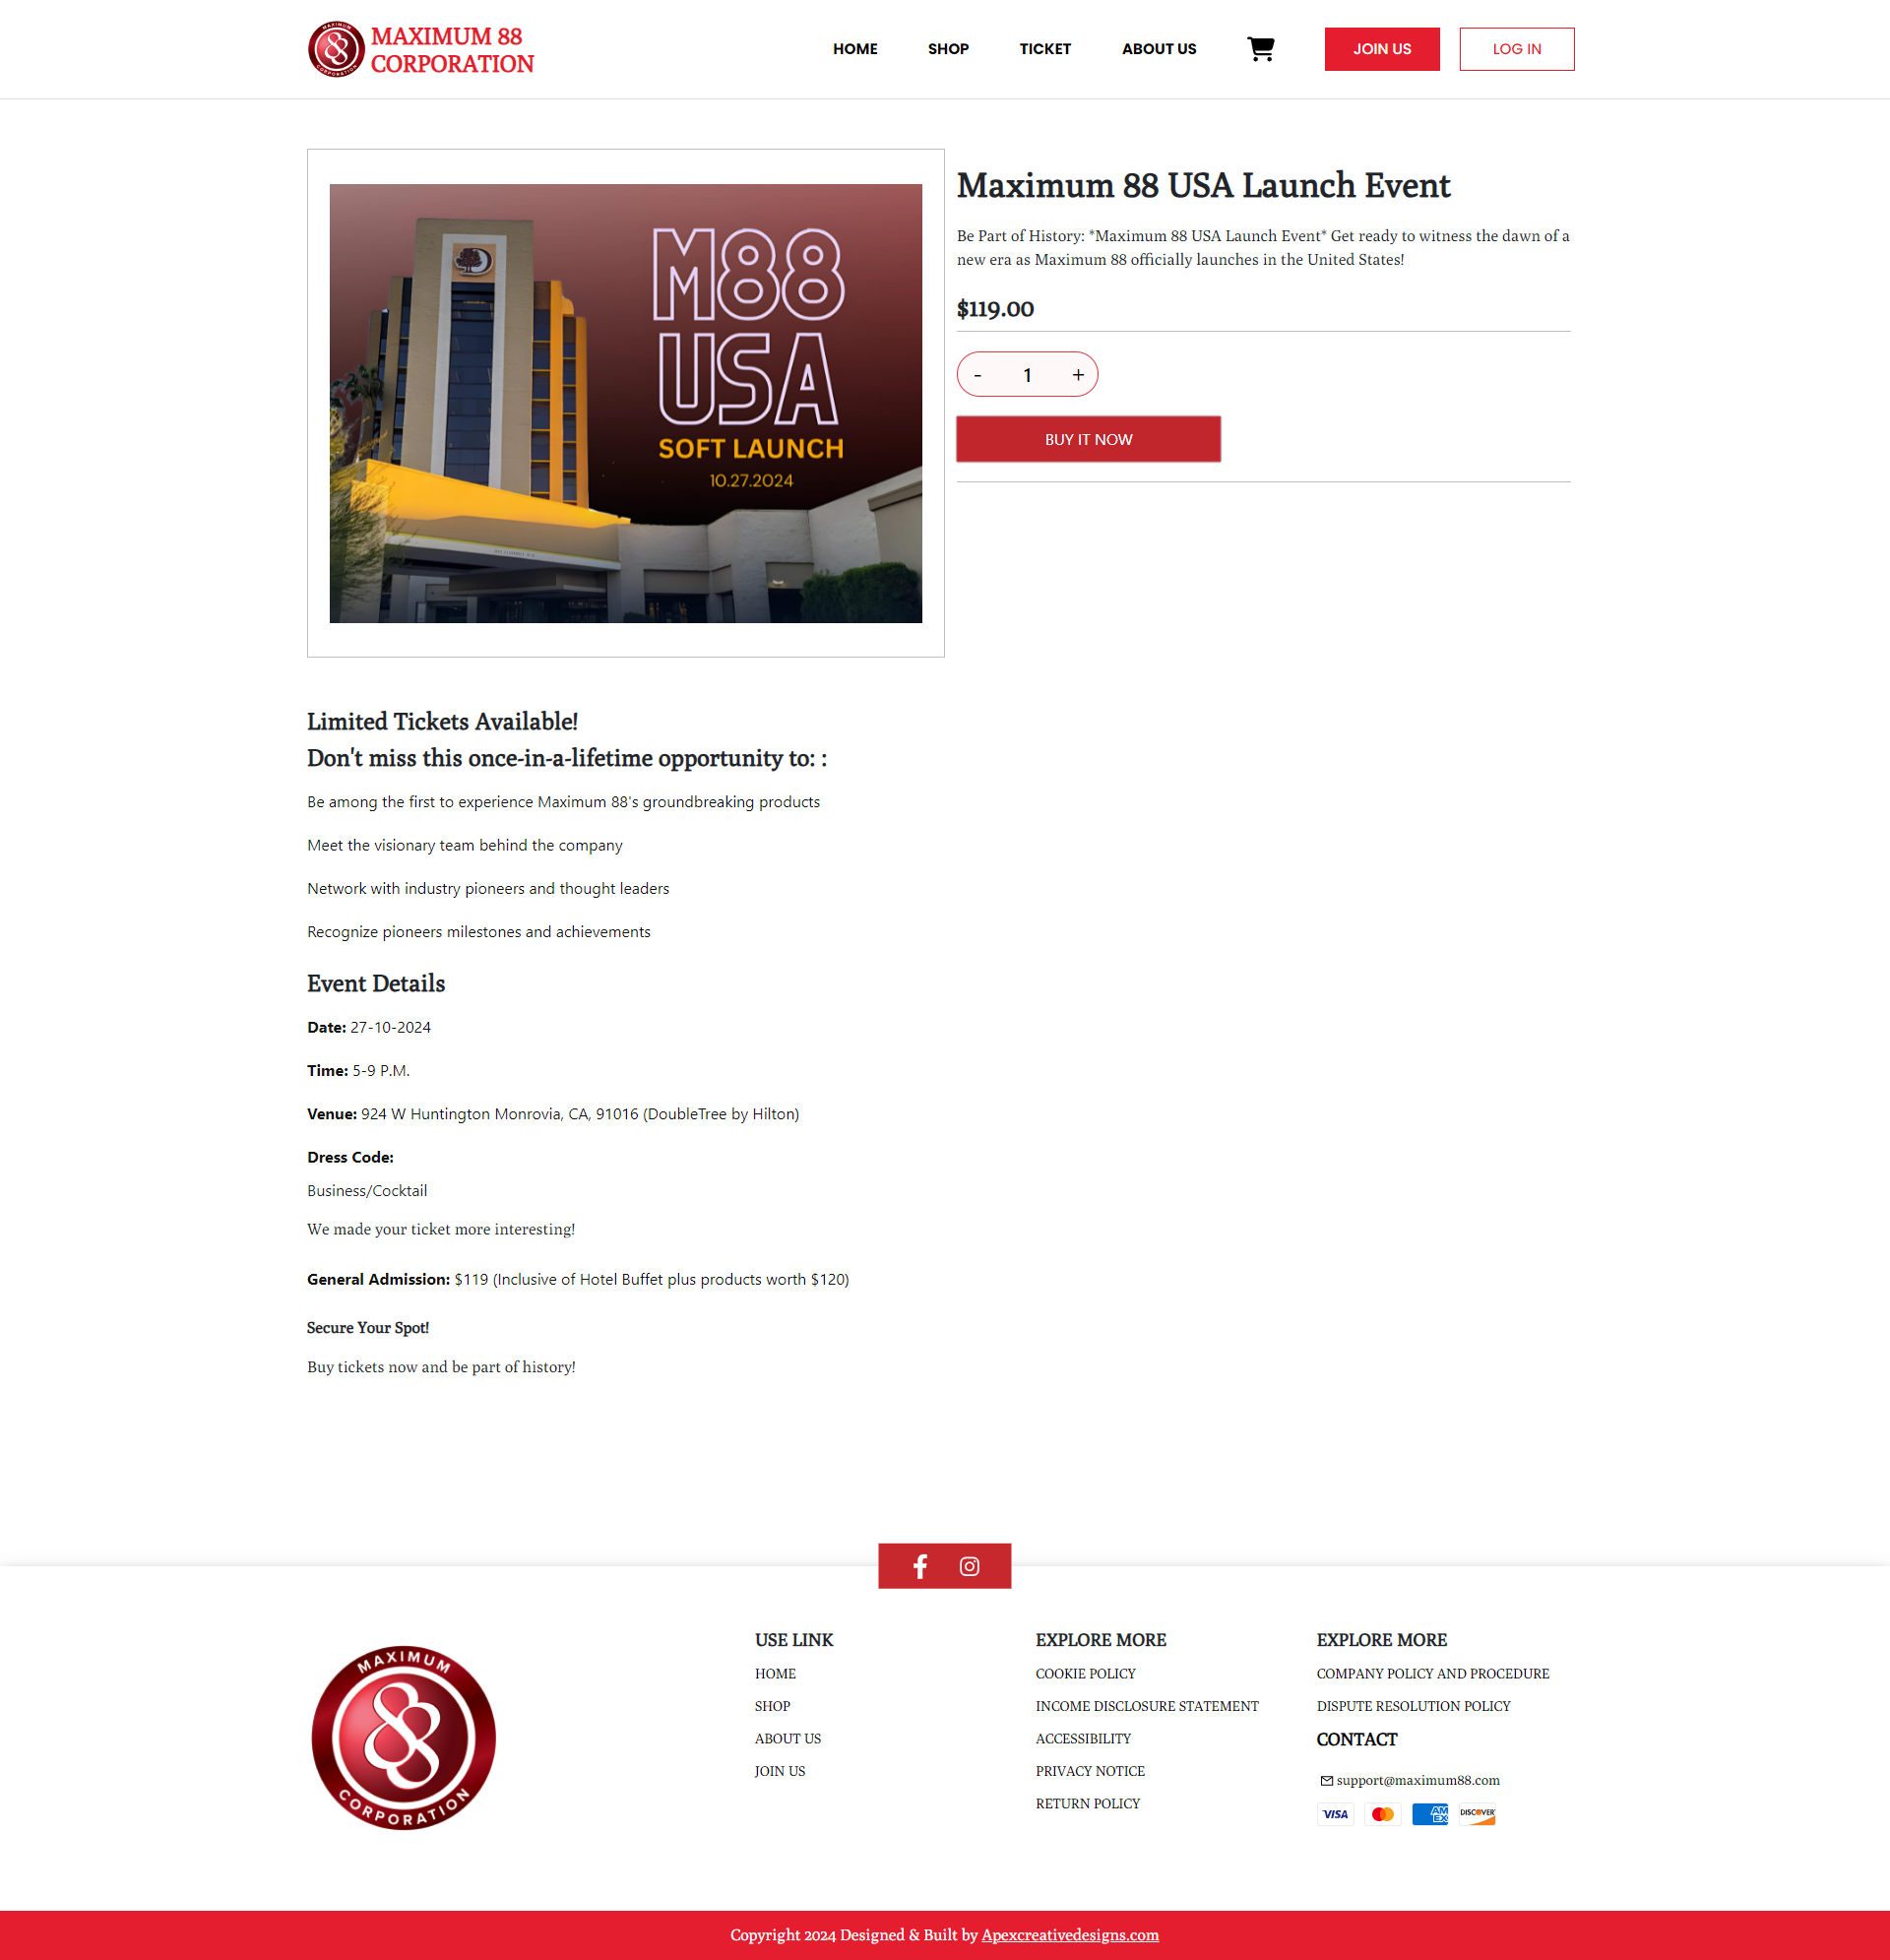 MAXIMUM 88
CORPORATION
HOME
SHOP
TICKET
ABOUT US
JOIN US
LOG IN
M88
USA
SOFT LAUNCH
10.27.2024
Maximum 88 USA Launch Event
Be Part of History: *Maximum 88 USA Launch Event* Get ready to witness the dawn of a
new era as Maximum 88 officially launches in the United States!
$119.00
- 1 +
BUY IT NOW
Limited Tickets Available!
Don't miss this once-in-a-lifetime opportunity to: :
Be among the first to experience Maximum 88's groundbreaking products
Meet the visionary team behind the company
Network with industry pioneers and thought leaders
Recognize pioneers milestones and achievements
Event Details
Date: 27-10-2024
Time: 5-9 P.M.
Venue: 924 W Huntington Monrovia, CA, 91016 (DoubleTree by Hilton)
Dress Code:
Business/Cocktail
We made your ticket more interesting!
General Admission: $119 (Inclusive of Hotel Buffet plus products worth $120)
Secure Your Spot!
Buy tickets now and be part of history!
MAXIMUM
88
CORPORATION
USE LINK
HOME
SHOP
ABOUT US
JOIN US
EXPLORE MORE
COOKIE POLICY
INCOME DISCLOSURE STATEMENT
ACCESSIBILITY
PRIVACY NOTICE
RETURN POLICY
EXPLORE MORE
COMPANY POLICY AND PROCEDURE
DISPUTE RESOLUTION POLICY
CONTACT
support@maximum88.com
VISA
AM
EX
DISCOVER
Copyright 2024 Designed & Built by Apexcreativedesigns.com